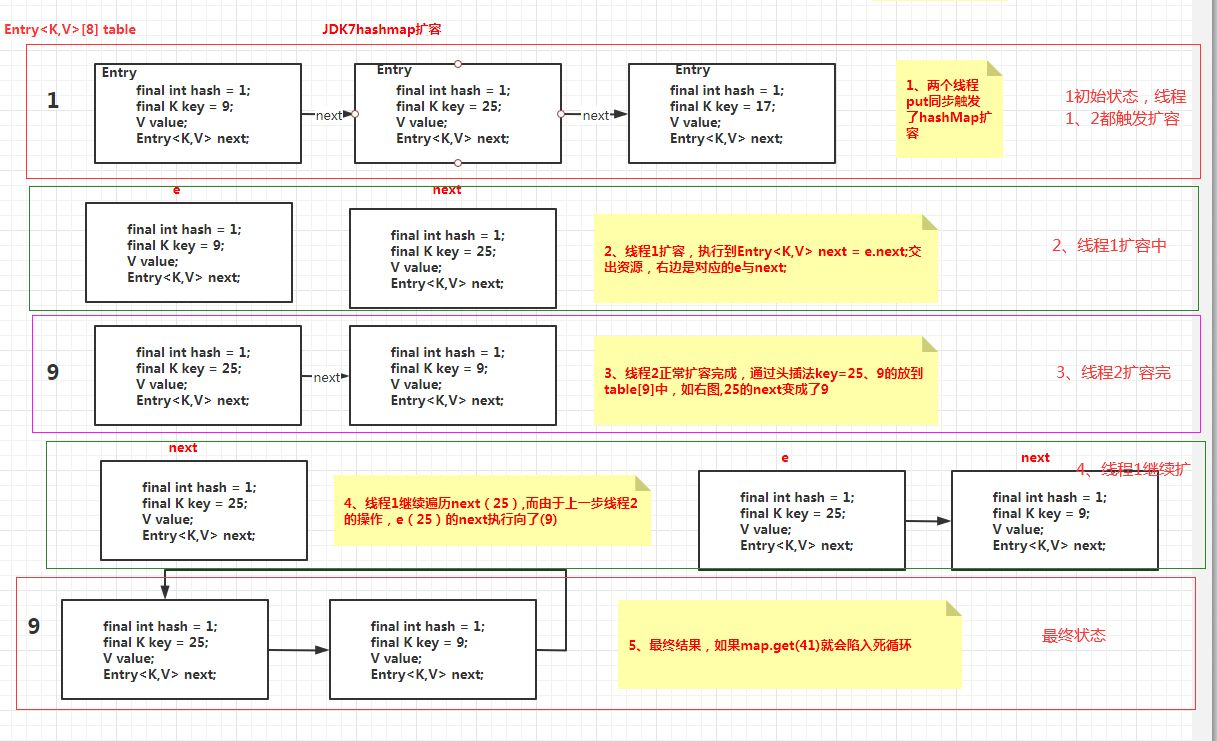 Entry<K,V>[8] table
JDK7hashmap扩容
1
Entry
final int hash = 1;
final K key = 9;
V value;
Entry<K,V> next;
next
Entry
final int hash = 1;
final K key = 25;
V value;
Entry<K,V> next;
next
Entry
final int hash = 1;
final K key = 17;
V value;
Entry<K,V> next;
1、两个线程
put同步触发
了hashMap扩
容
1初始状态，线程
1、2都触发扩容
e
final int hash = 1;
final K key = 9;
V value;
Entry<K,V> next;
next
final int hash = 1;
final K key = 25;
V value;
Entry<K,V> next;
2、线程1扩容，执行到Entry<K,V> next = e.next;交
出资源，右边是对应的e与next;
2、线程1扩容中
9
final int hash = 1;
final K key = 25;
V value;
Entry<K,V> next;
next
final int hash = 1;
final K key = 9;
V value;
Entry<K,V> next;
3、线程2正常扩容完成，通过头插法key=25、9的放到
table[9]中，如右图,25的next变成了9
3、线程2扩容完
next
final int hash = 1;
final K key = 25;
V value;
Entry<K,V> next;
4、线程1继续遍历next（25）,而由于上一步线程2
的操作，e（25）的next执行向了(9)
e
final int hash = 1;
final K key = 25;
V value;
Entry<K,V> next;
next
final int hash = 1;
final K key = 9;
V value;
Entry<K,V> next;
4、线程1继续扩
9
final int hash = 1;
final K key = 25;
V value;
Entry<K,V> next;
final int hash = 1;
final K key = 9;
V value;
Entry<K,V> next;
5、最终结果，如果map.get(41)就会陷入死循环
最终状态